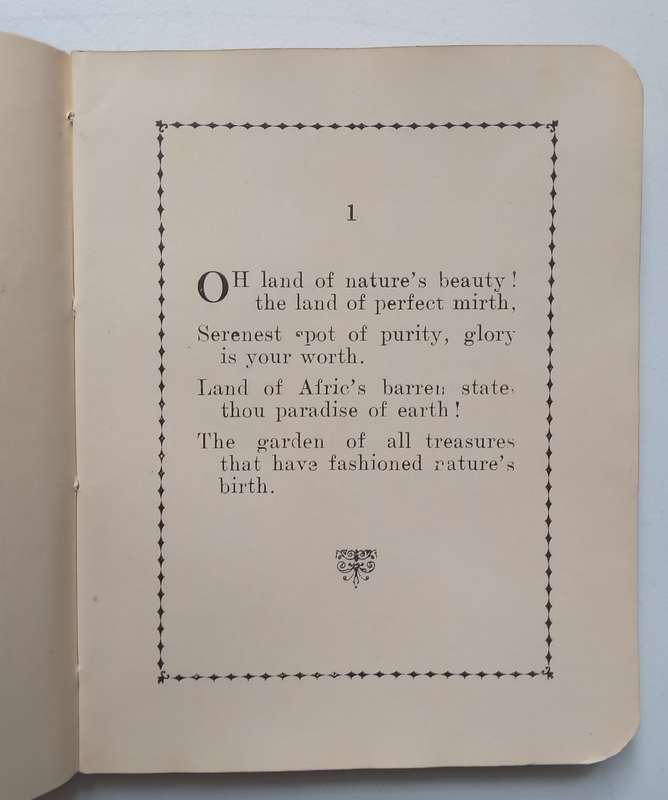 1
OH land of nature's beauty!
the land of perfect mirth,
Serenest spot of purity, glory
is your worth.
Land of Afric's barren state,
thou paradise of earth!
The garden of all treasures
that have fashioned nature's
birth.